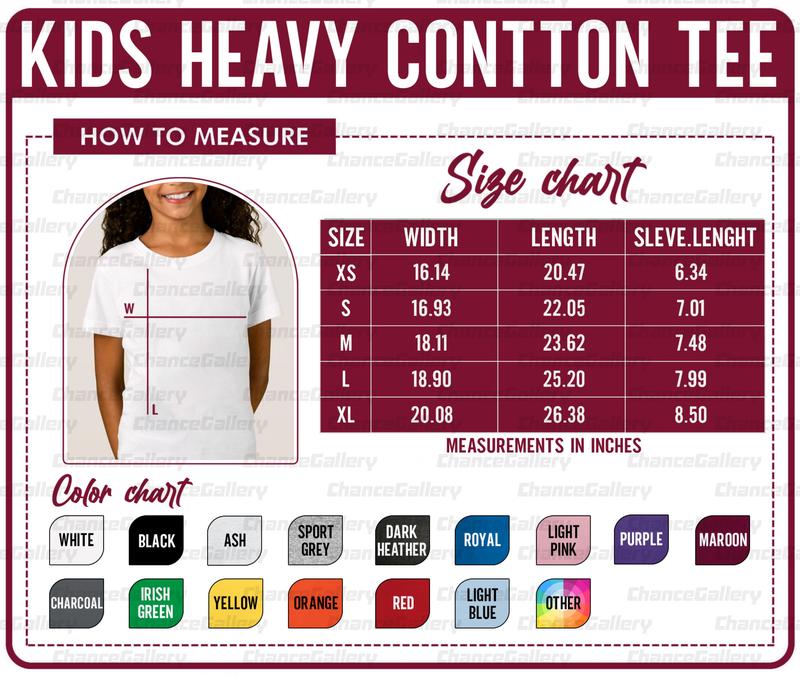 KIDS HEAVY CONTTON TEE
HOW TO MEASURE
Size chart
SIZE WIDTH LENGTH SLEVE.LENGHT
XS 16.14 20.47 6.34
S 16.93 22.05 7.01
M 18.11 23.62 7.48
L 18.90 25.20 7.99
XL 20.08 26.38 8.50
MEASUREMENTS IN INCHES
W
L
Color chart
WHITE
BLACK
ASH
SPORT
GREY
DARK
HEATHER
ROYAL
LIGHT
PINK
PURPLE
MAROON
CHARCOAL
IRISH
GREEN
YELLOW
ORANGE
RED
LIGHT
BLUE
OTHER
ChanceGallery